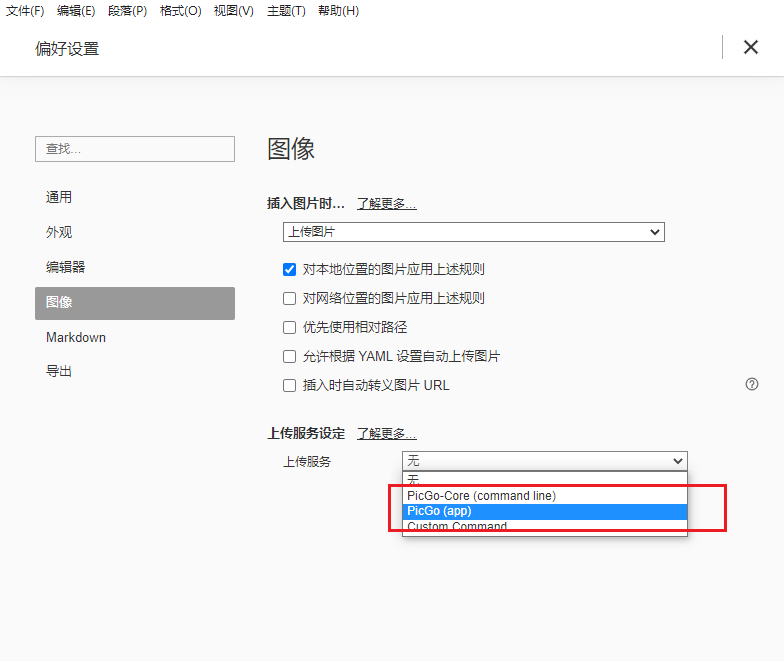 文件(F) 编辑(E) 段落(P) 格式(O) 视图(V) 主题(T) 帮助(H)
偏好设置
查找...
通用
外观
编辑器
图像
Markdown
导出
图像
插入图片时... 了解更多...
上传图片
对本地位置的图片应用上述规则
对网络位置的图片应用上述规则
优先使用相对路径
允许根据 YAML 设置自动上传图片
插入时自动转义图片 URL
上传服务设定 了解更多...
上传服务 无
无
PicGo-Core (command line)
PicGo (app)
Custom Command